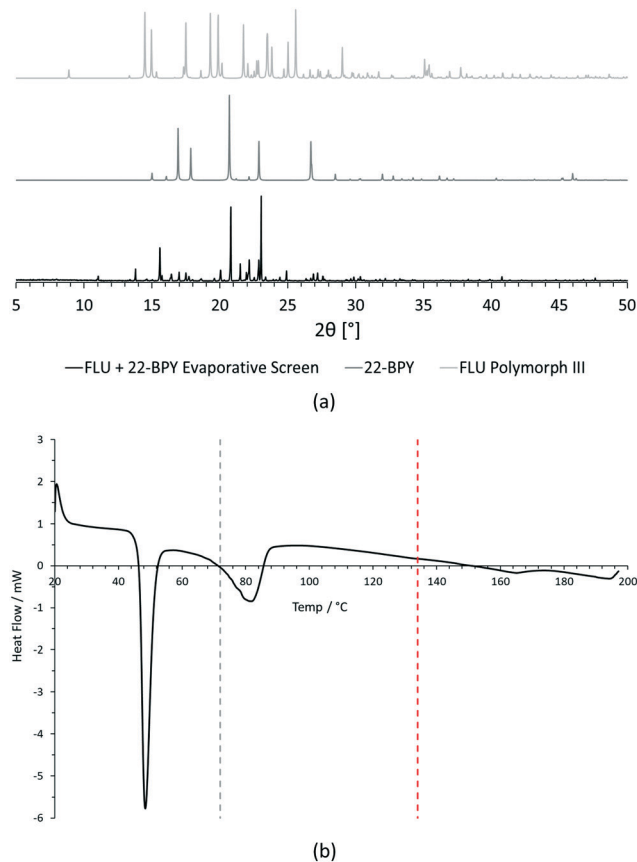 5 10 15 20 25 30 35 40 45 50
2θ [°]
FLU + 22-BPY Evaporative Screen 22-BPY FLU Polymorph III
(a)
3
2
1
0
20 40 60 80 100 120 140 160 180 200
-1
Temp / °C
-2
-3
-4
-5
-6
Heat Flow / mW
(b)